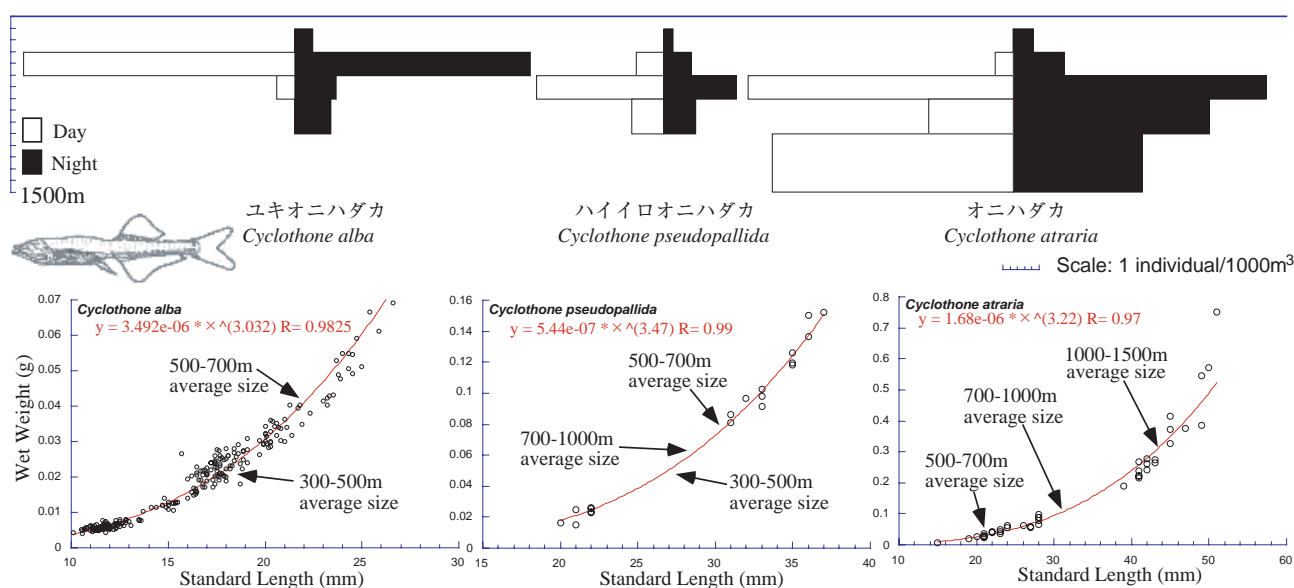 Day
Night
1500m
ユキオニハダカ
Cyclothone alba
ハイイロオニハダカ
Cyclothone pseudopallida
オニハダカ
Cyclothone atraria
Scale: 1 individual/1000m³
Cyclothone alba
y = 3.492e-06 * ×^(3.032) R= 0.9825
500-700m
average size
300-500m
average size
Wet Weight (g)
0.07
0.06
0.05
0.04
0.03
0.02
0.01
0
10
15
20
25
30
Standard Length (mm)
Cyclothone pseudopallida
y = 5.44e-07 * ×^(3.47) R= 0.99
500-700m
average size
700-1000m
average size
300-500m
average size
0.16
0.14
0.12
0.1
0.08
0.06
0.04
0.02
0
15
20
25
30
35
40
Standard Length (mm)
Cyclothone atraria
y = 1.68e-06 * ×^(3.22) R= 0.97
1000-1500m
average size
700-1000m
average size
500-700m
average size
0.8
0.7
0.6
0.5
0.4
0.3
0.2
0.1
0
10
20
30
40
50
60
Standard Length (mm)